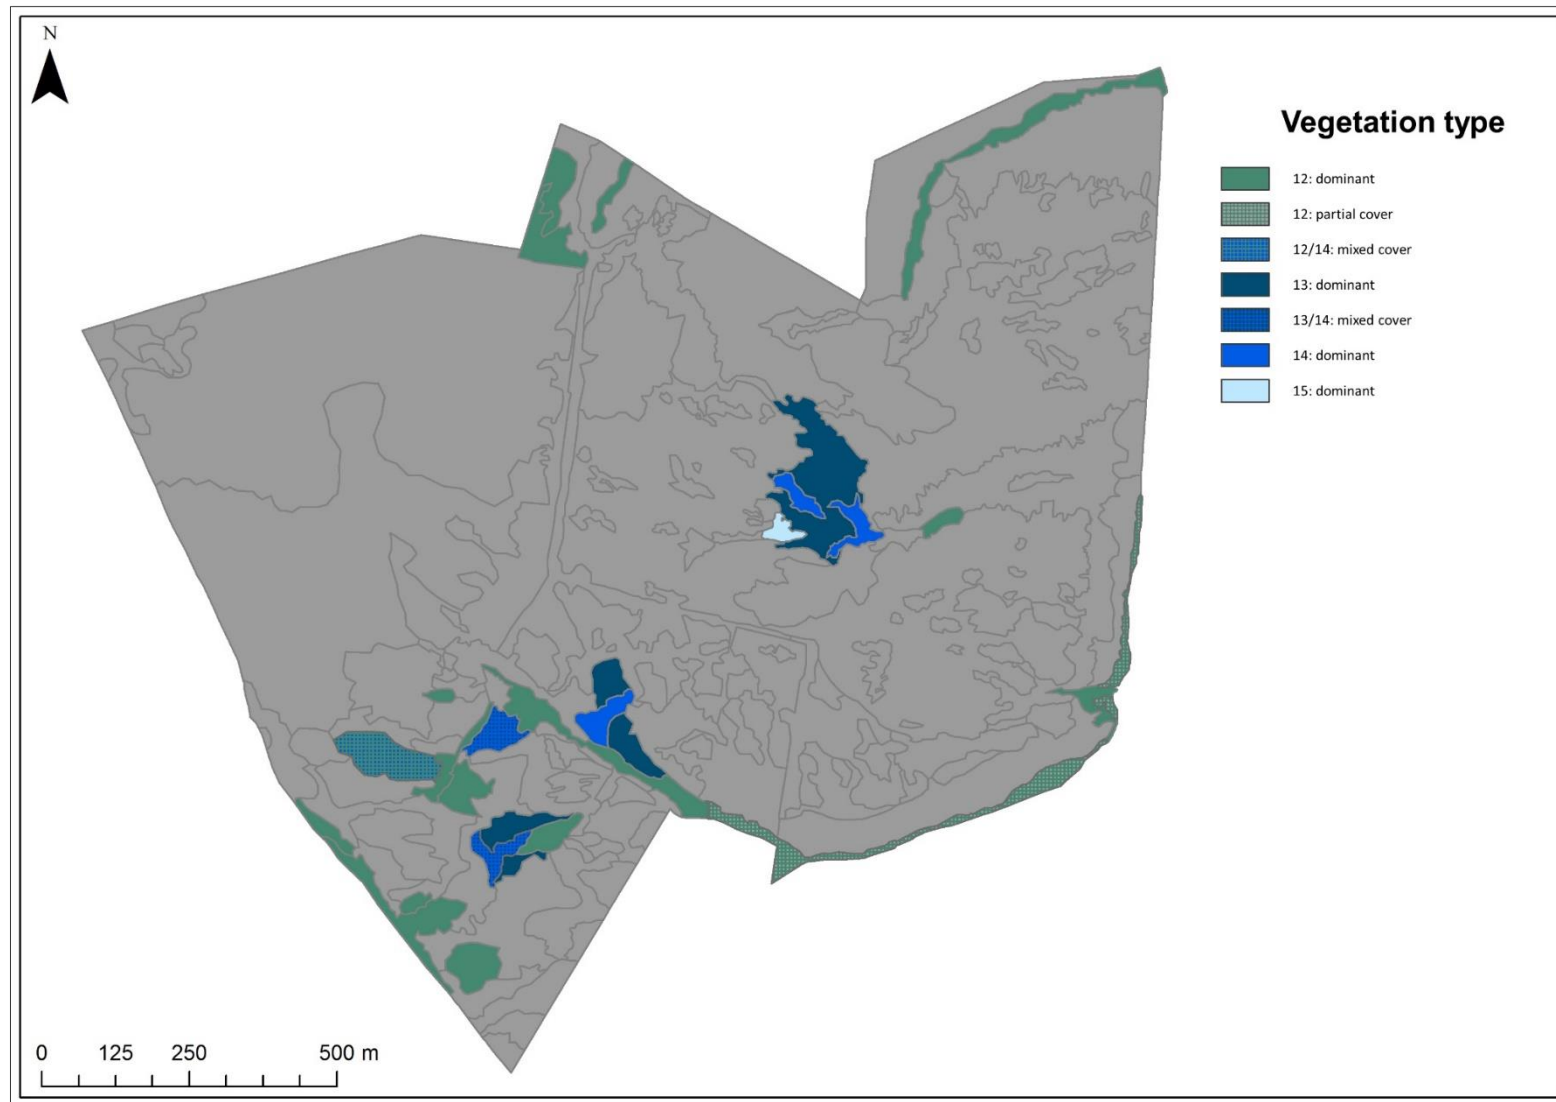 N
Vegetation type
12: dominant
12: partial cover
12/14: mixed cover
13: dominant
13/14: mixed cover
14: dominant
15: dominant
0 125 250 500 m